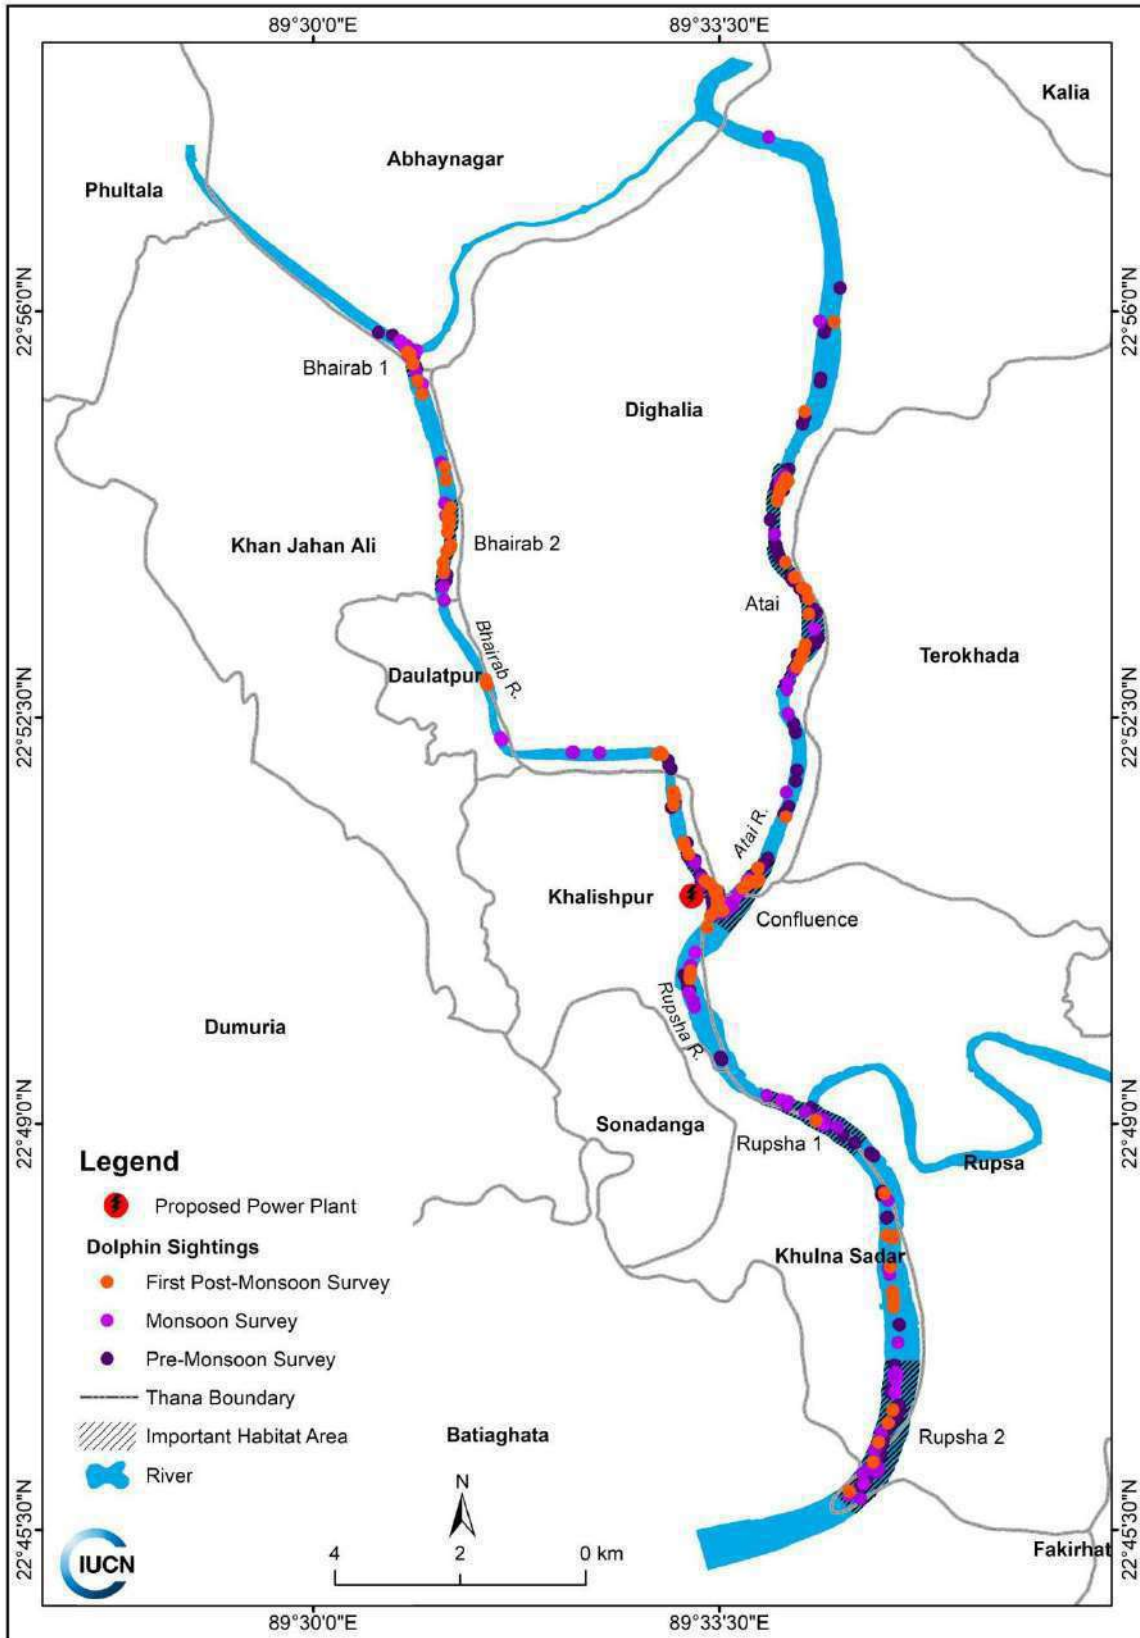 89°30'0"E
89°33'30"E
Kalia
Abhaynagar
Phultala
22°56'0"N
22°56'0"N
Bhairab 1
Dighalia
Khan Jahan Ali
Bhairab 2
Atai
Bhairab R.
Terokhada
Daulatpur
22°52'30"N
22°52'30"N
Atai R.
Khalishpur
Confluence
Rupsha R.
Dumuria
Sonadanga
22°49'0"N
22°49'0"N
Rupsha 1
Rupsa
Legend
Proposed Power Plant
Dolphin Sightings
First Post-Monsoon Survey
Monsoon Survey
Pre-Monsoon Survey
Thana Boundary
Important Habitat Area
River
Khulna Sadar
Batiaghata
Rupsha 2
N
22°45'30"N
22°45'30"N
Fakirhat
IUCN
4 2 0 km
89°30'0"E
89°33'30"E